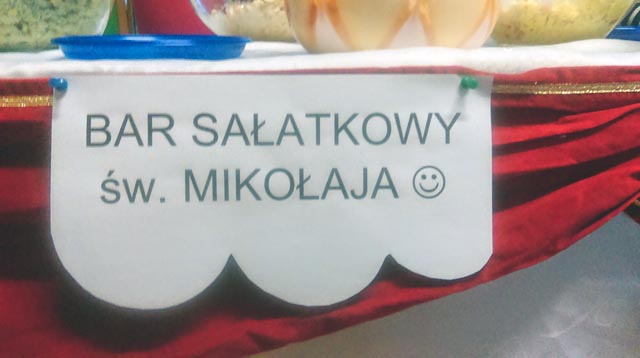 BAR SAŁATKOWY
św. MIKOŁAJA ☺